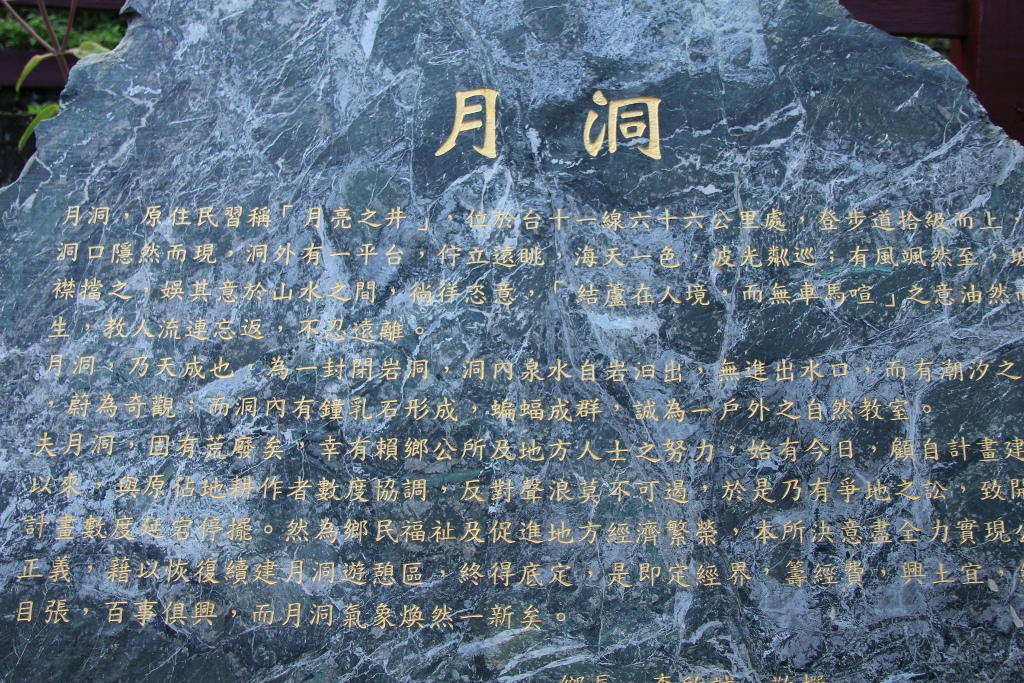 月洞
月洞，原住民習稱「月亮之井」，位於台十一線六十六公里處，登步道拾級而上，
洞口隱然而現，洞外有一平台，佇立遠眺，海天一色，波光粼巡；有風颯然至，
襟擋之，娛其意於山水之間，徜徉恣意，「結蘆在人境，而無車馬喧」之意油然而
生，教人流連忘返，不忍遠離。
月洞，乃天成也，為一封閉岩洞，洞內泉水自岩汩出，無進出水口，而有潮汐之
，蔚為奇觀；而洞內有鐘乳石形成，蝙蝠成群，誠為一戶外之自然教室。
夫月洞，固有荒廢矣，幸有賴鄉公所及地方人士之努力，始有今日，顧自計畫建
以來，與原佔地耕作者數度協調，反對聲浪莫不可遏，於是乃有爭地之訟，致開
計畫數度延宕停擺。然為鄉民福祉及促進地方經濟繁榮，本所決意盡全力實現公
正義，藉以恢復續建月洞遊憩區，終得底定，是即定經界，籌經費，興土宜，
目張，百事俱興，而月洞氣象煥然一新矣。
鄉長